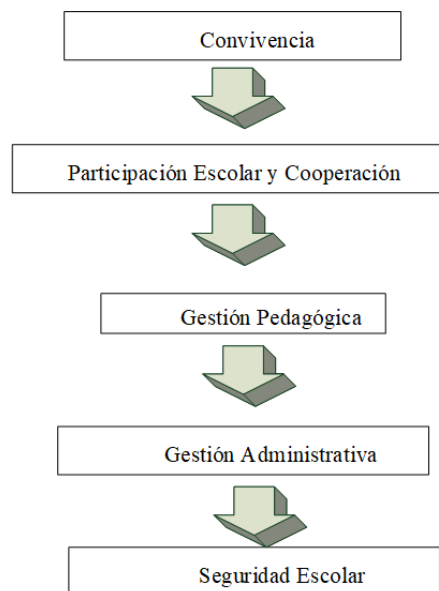 Convivencia
Participación Escolar y Cooperación
Gestión Pedagógica
Gestión Administrativa
Seguridad Escolar